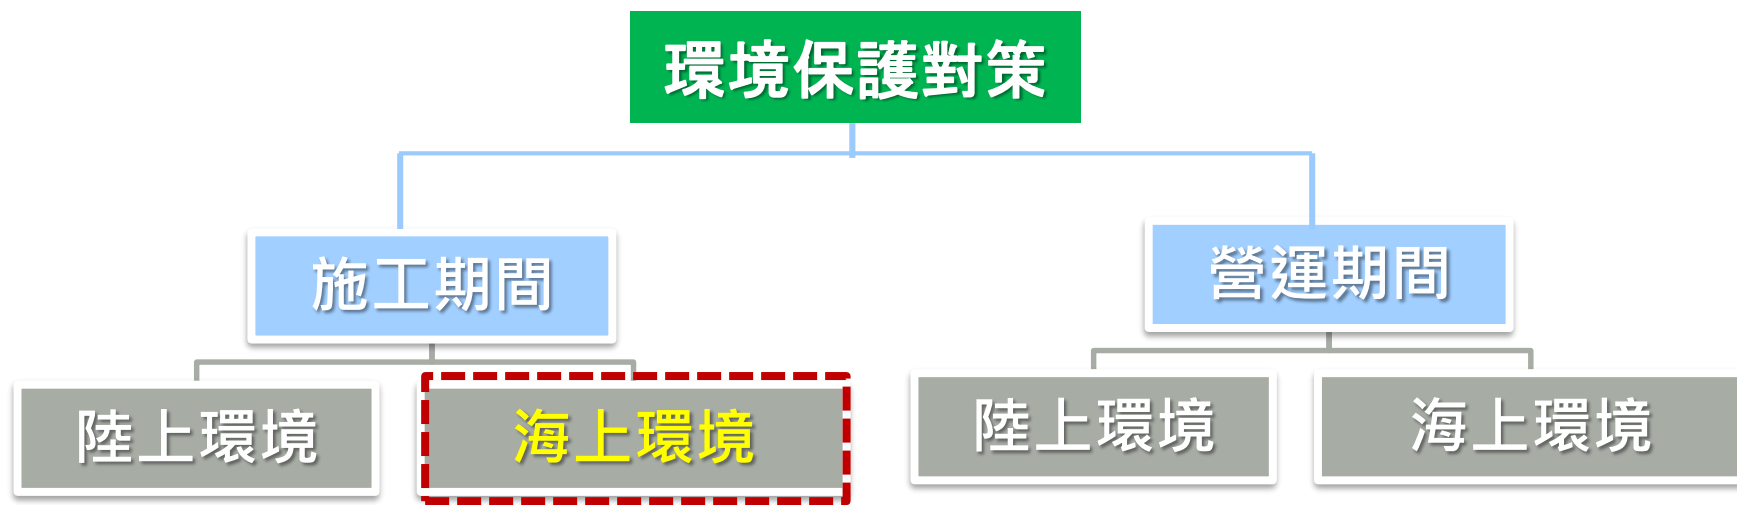 環境保護對策
施工期間
營運期間
陸上環境
海上環境
陸上環境
海上環境